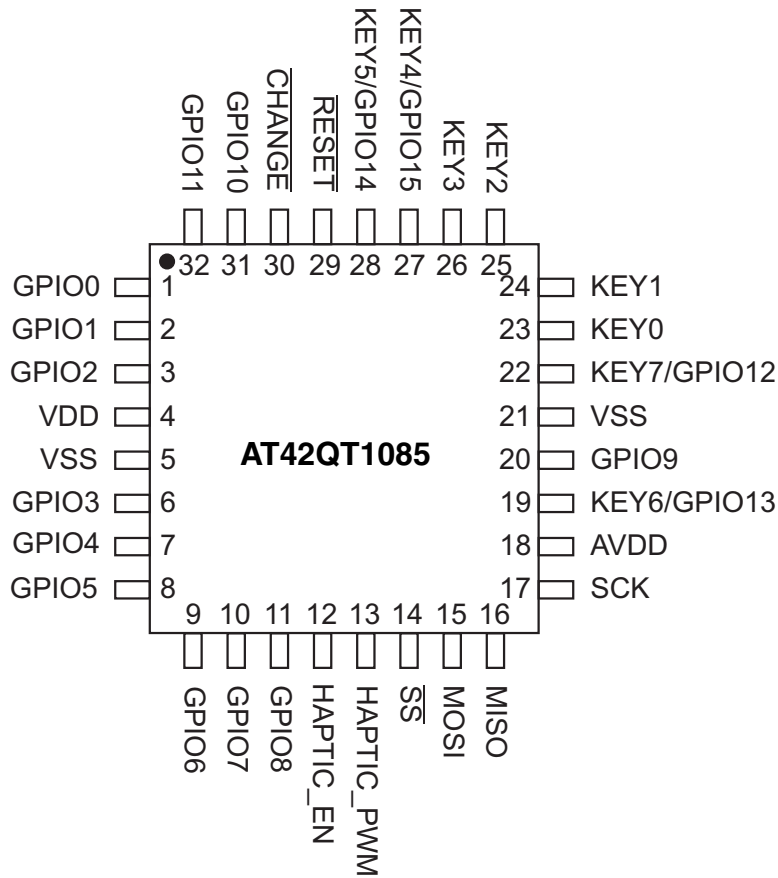 GPIO11
GPIO10
CHANGE
RESET
KEY5/GPIO14
KEY4/GPIO15
KEY3
KEY2
32 31 30 29 28 27 26 25
GPIO0 1
GPIO1 2
GPIO2 3
VDD 4
VSS 5
GPIO3 6
GPIO4 7
GPIO5 8
AT42QT1085
24 KEY1
23 KEY0
22 KEY7/GPIO12
21 VSS
20 GPIO9
19 KEY6/GPIO13
18 AVDD
17 SCK
9 10 11 12 13 14 15 16
GPIO6
GPIO7
GPIO8
HAPTIC_EN
HAPTIC_PWM
SS
MOSI
MISO